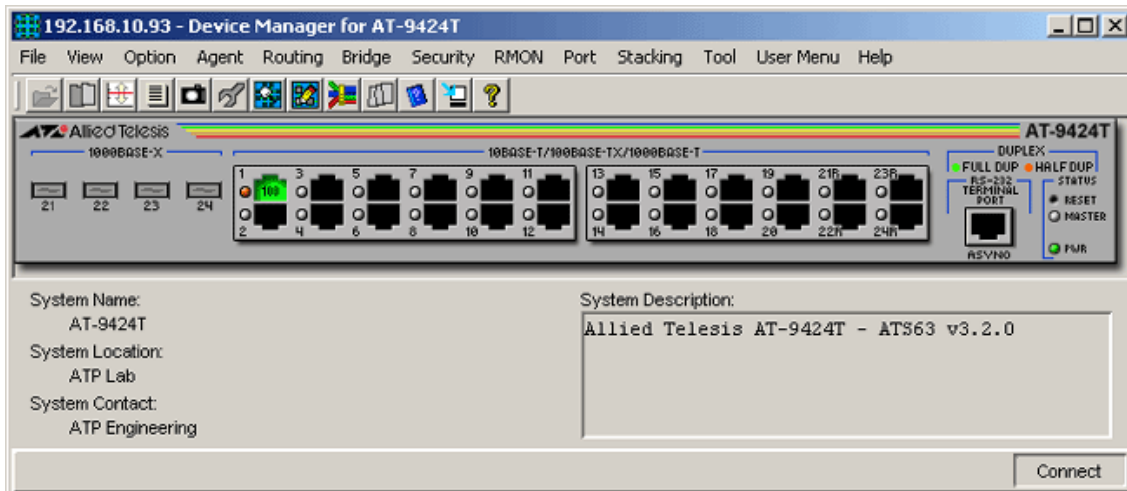 192.168.10.93 - Device Manager for AT-9424T
File View Option Agent Routing Bridge Security RMON Port Stacking Tool User Menu Help
Allied Telesis
AT-9424T
1000BASE-X
10BASE-T/100BASE-TX/1000BASE-T
DUPLEX
FULL DUP HALF DUP
1 3 5 7 9 11 13 15 17 19 21R 23R
100
RS-232
TERMINAL
PORT
STATUS
RESET
MASTER
21 22 23 24
2 4 6 8 10 12 14 16 18 20 22R 24R
ASYNO
PWR
System Name:
AT-9424T
System Location:
ATP Lab
System Contact:
ATP Engineering
System Description:
Allied Telesis AT-9424T - ATS63 v3.2.0
Connect